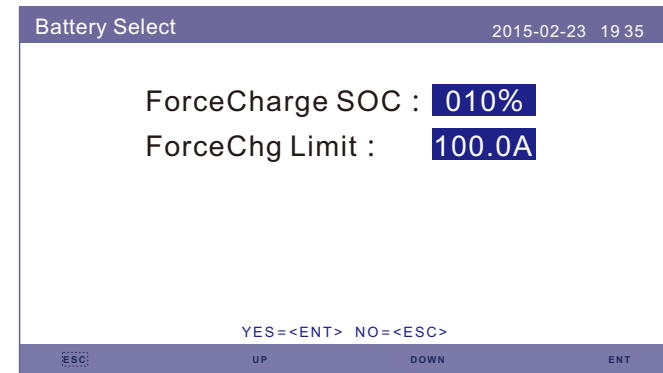 Battery Select 2015-02-23 19 35
ForceCharge SOC : 010%
ForceChg Limit : 100.0A
YES=<ENT> NO=<ESC>
ESC UP DOWN ENT